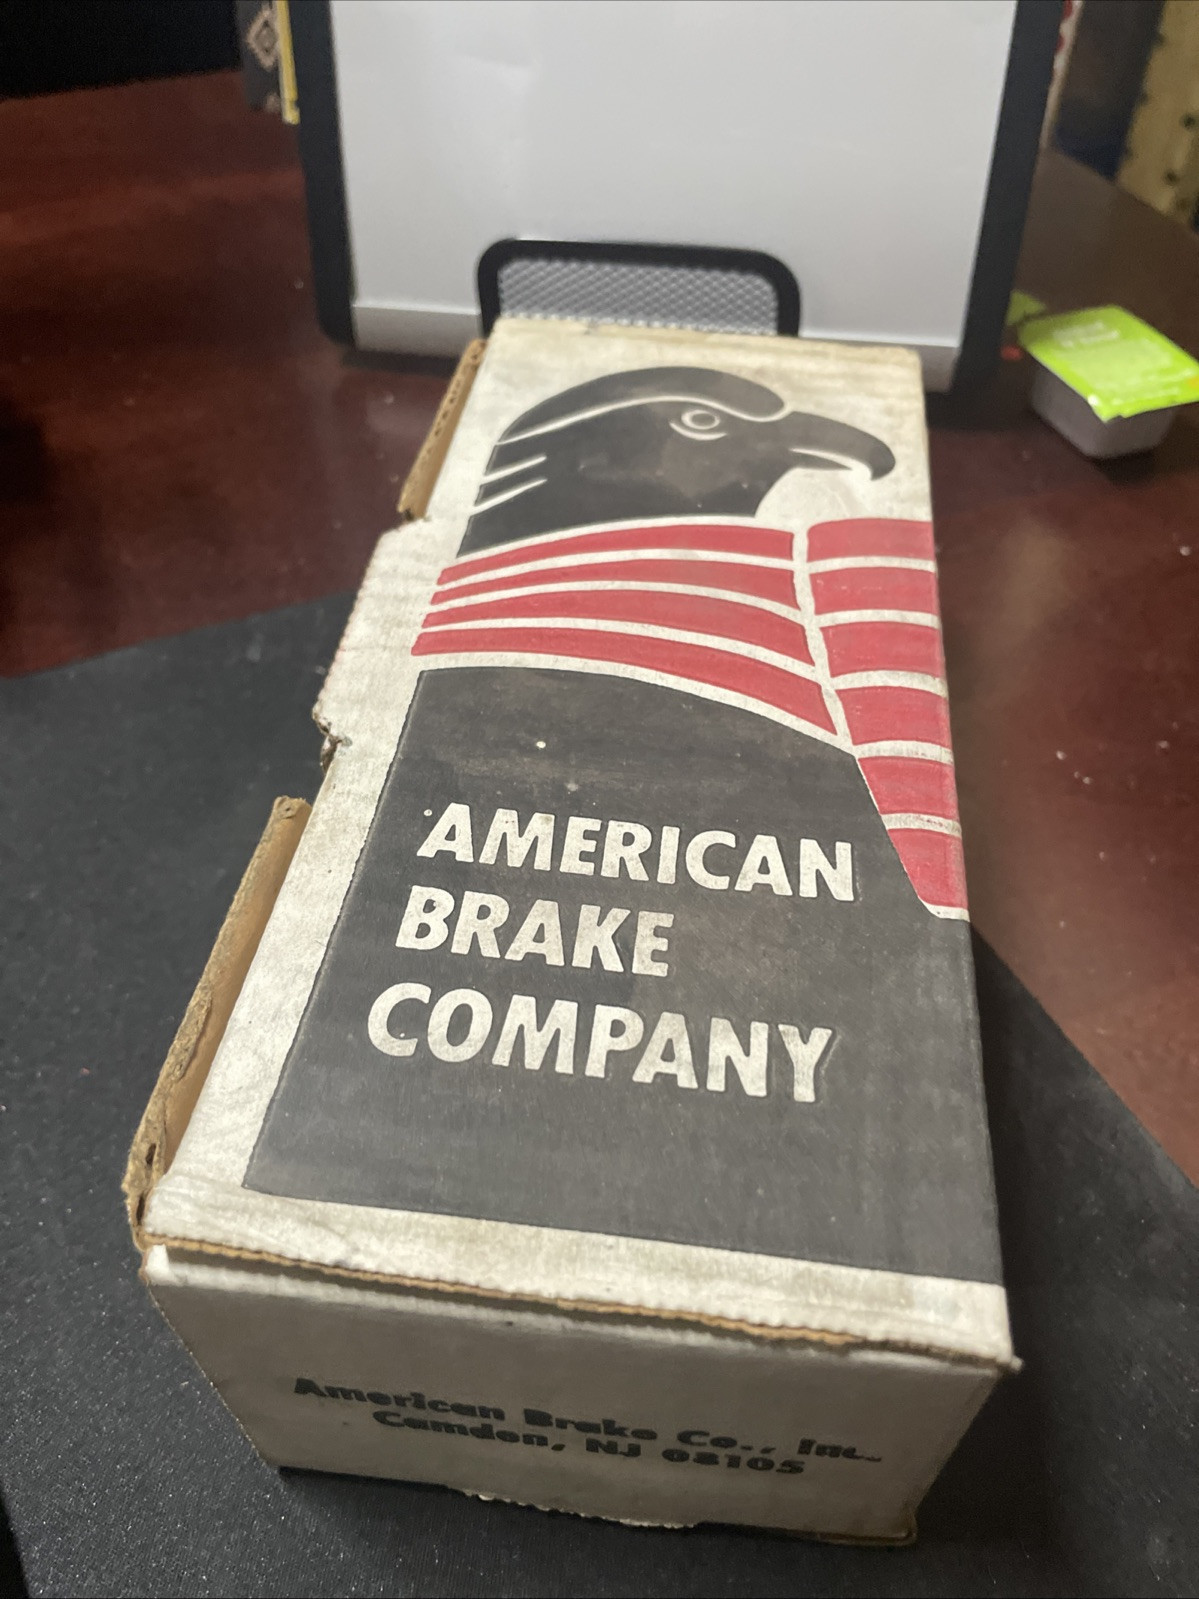 AMERICAN
BRAKE
COMPANY
American Brake Co., Inc.
Camden, NJ 08105